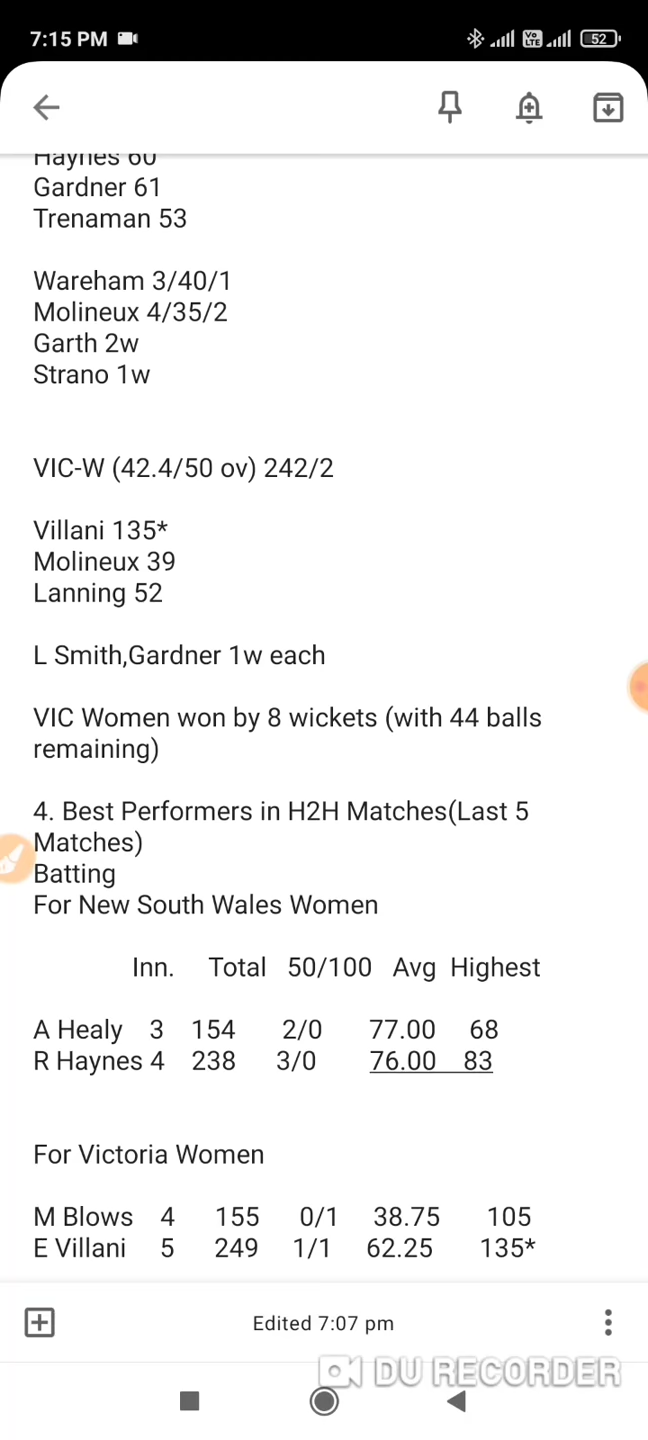 7:15 PM
Vo LTE
52
Haynes 60
Gardner 61
Trenaman 53
Wareham 3/40/1
Molineux 4/35/2
Garth 2w
Strano 1w
VIC-W (42.4/50 ov) 242/2
Villani 135*
Molineux 39
Lanning 52
L Smith,Gardner 1w each
VIC Women won by 8 wickets (with 44 balls
remaining)
4. Best Performers in H2H Matches(Last 5
Matches)
Batting
For New South Wales Women
Inn. Total 50/100 Avg Highest
A Healy 3 154 2/0 77.00 68
R Haynes 4 238 3/0 76.00 83
For Victoria Women
M Blows 4 155 0/1 38.75 105
E Villani 5 249 1/1 62.25 135*
Edited 7:07 pm
DU RECORDER